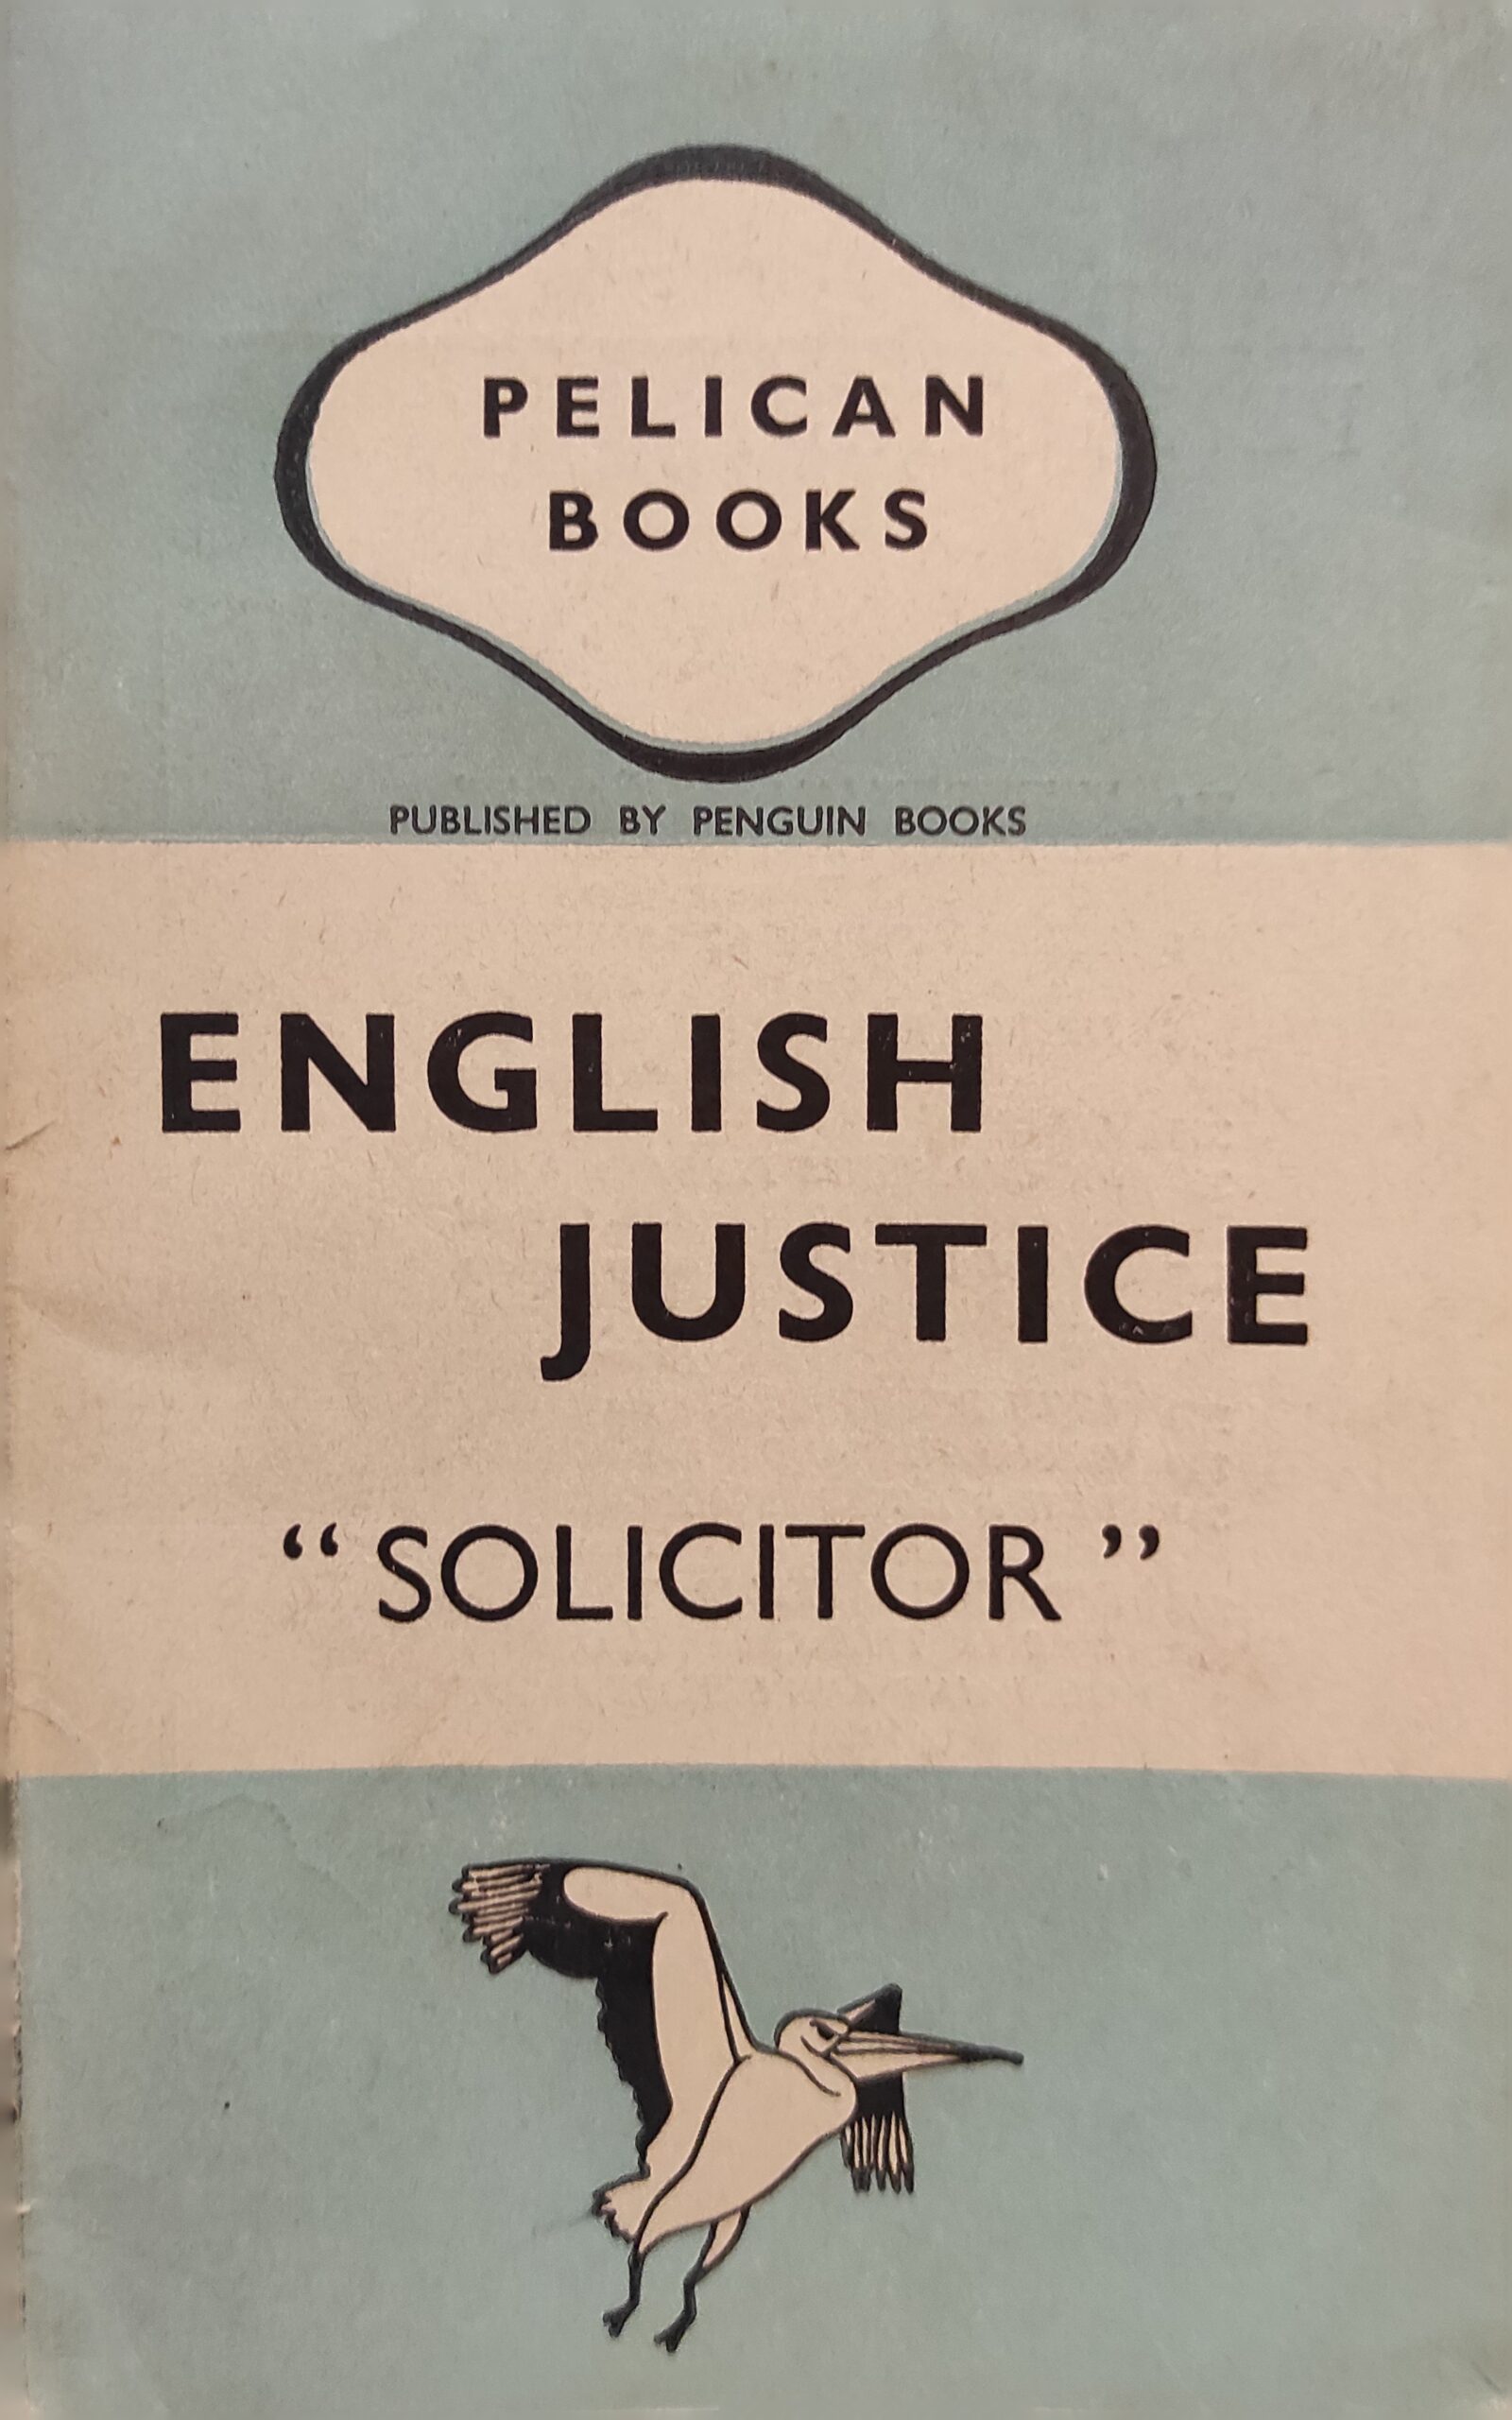 PELICAN
BOOKS
PUBLISHED BY PENGUIN BOOKS
ENGLISH
JUSTICE
“SOLICITOR”